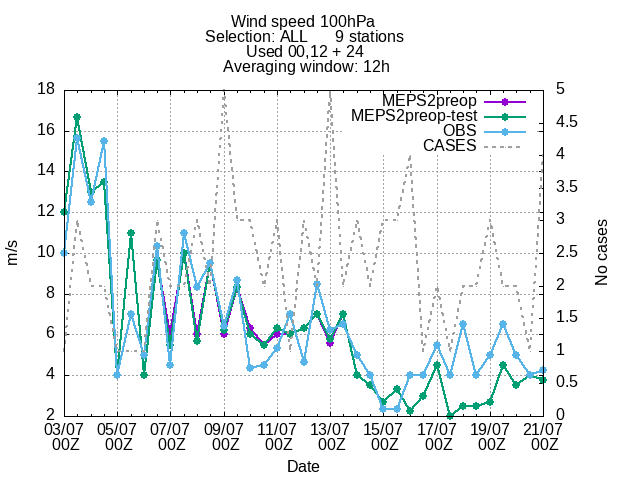 Wind speed 100hPa
Selection: ALL 9 stations
Used 00,12 + 24
Averaging window: 12h
MEPS2preop
MEPS2preop-test
OBS
CASES
m/s
18
16
14
12
10
8
6
4
2
5
4.5
4
3.5
3
2.5
2
1.5
1
0.5
0
No cases
03/07 05/07 07/07 09/07 11/07 13/07 15/07 17/07 19/07 21/07
00Z 00Z 00Z 00Z 00Z 00Z 00Z 00Z 00Z 00Z
Date